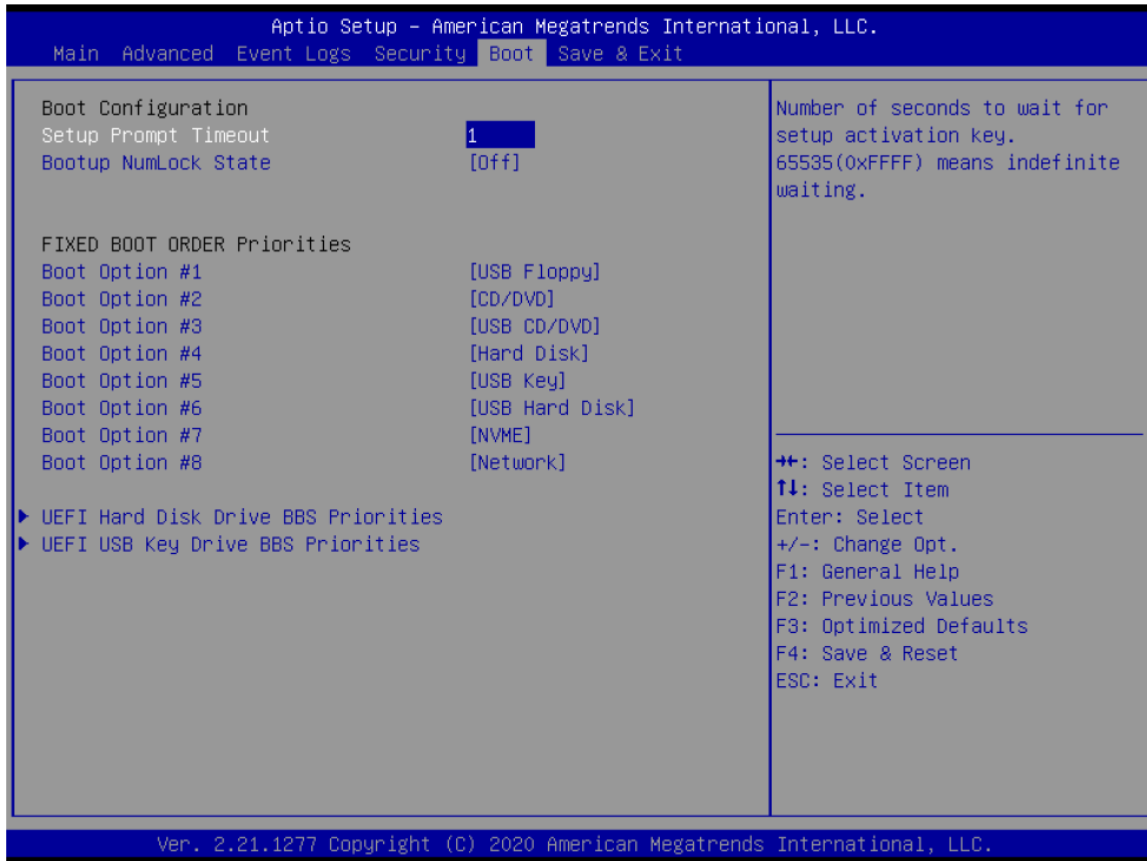 Aptio Setup – American Megatrends International, LLC.
Main Advanced Event Logs Security Boot Save & Exit
Boot Configuration
Setup Prompt Timeout 1
Bootup NumLock State [Off]
FIXED BOOT ORDER Priorities
Boot Option #1 [USB Floppy]
Boot Option #2 [CD/DVD]
Boot Option #3 [USB CD/DVD]
Boot Option #4 [Hard Disk]
Boot Option #5 [USB Key]
Boot Option #6 [USB Hard Disk]
Boot Option #7 [NVME]
Boot Option #8 [Network]
UEFI Hard Disk Drive BBS Priorities
UEFI USB Key Drive BBS Priorities
Number of seconds to wait for
setup activation key.
65535(0xFFFF) means indefinite
waiting.
→←: Select Screen
↑↓: Select Item
Enter: Select
+/-: Change Opt.
F1: General Help
F2: Previous Values
F3: Optimized Defaults
F4: Save & Reset
ESC: Exit
Ver. 2.21.1277 Copyright (C) 2020 American Megatrends International, LLC.